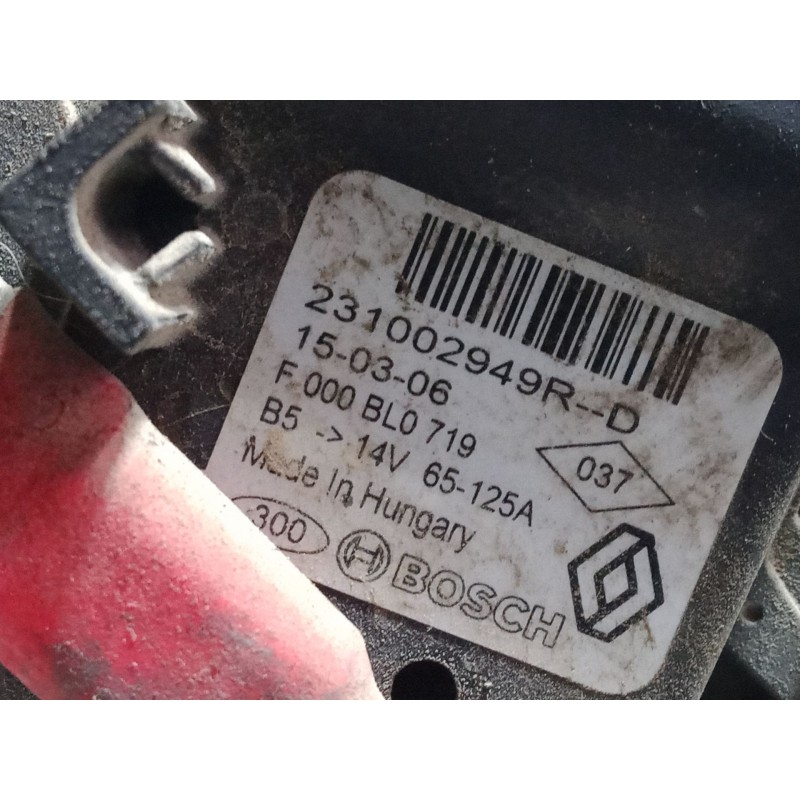 231002949R--D
15-03-06
F 000 BL0 719
B5 -> 14V 65-125A
037
Made In Hungary
300
BOSCH